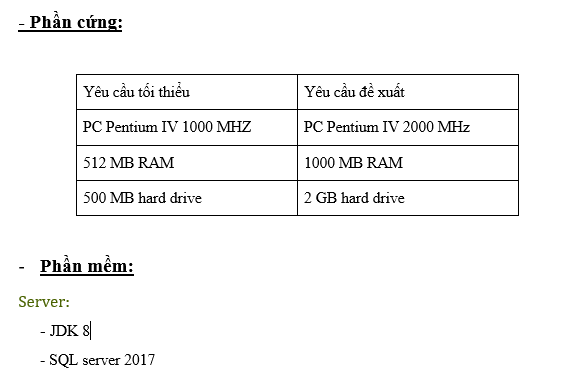 - Phần cứng:
Yêu cầu tối thiểu	Yêu cầu đề xuất
PC Pentium IV 1000 MHZ	PC Pentium IV 2000 MHz
512 MB RAM	1000 MB RAM
500 MB hard drive	2 GB hard drive
- Phần mềm:
Server:
- JDK 8
- SQL server 2017